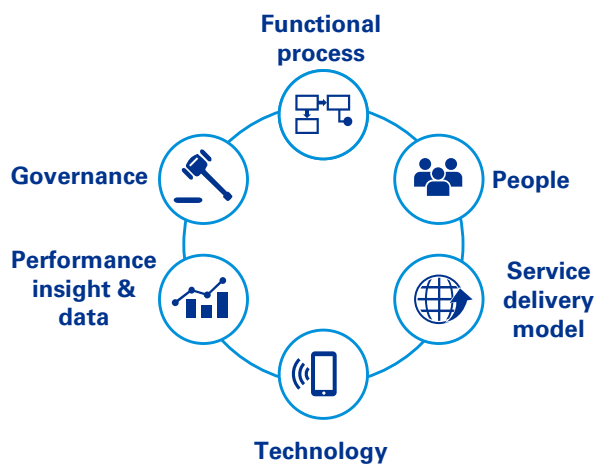 Functional
process
Governance
People
Performance
insight &
data
Service
delivery
model
Technology